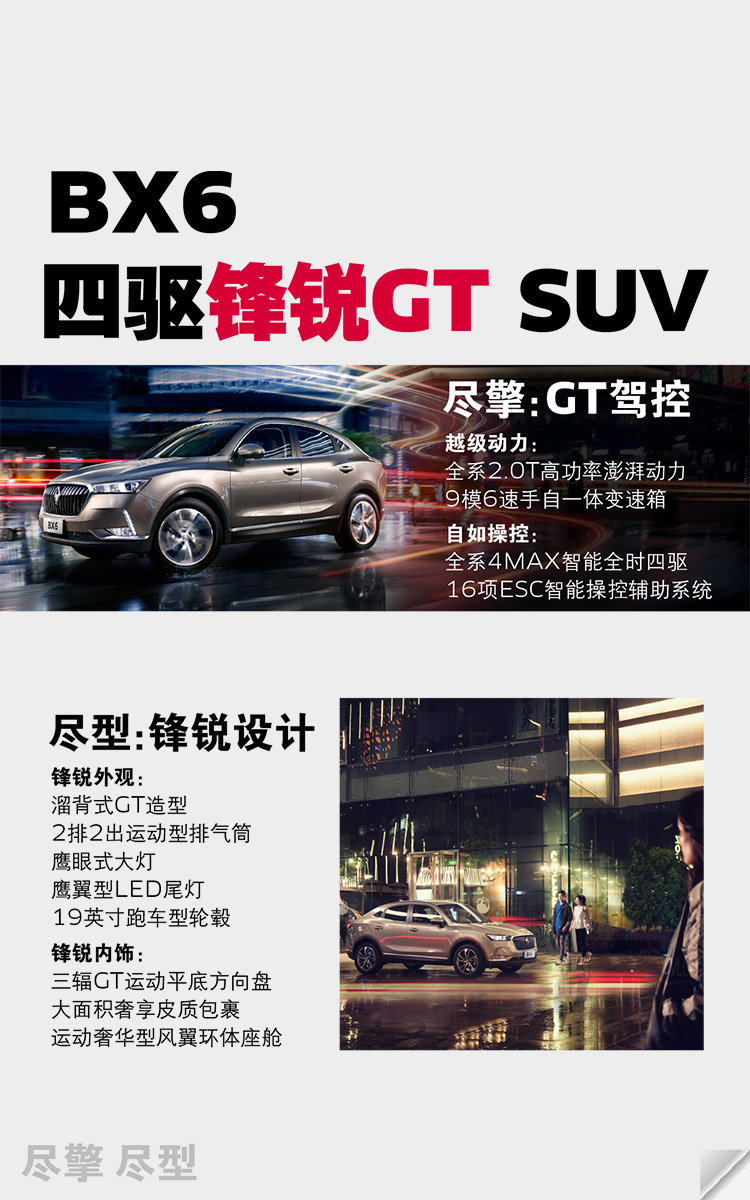 BX6
四驱锋锐GT SUV
尽擎:GT驾控
越级动力:
全系2.0T高功率澎湃动力
9模6速手自一体变速箱
自如操控:
全系4MAX智能全时四驱
16项ESC智能操控辅助系统
BX6
尽型:锋锐设计
锋锐外观:
溜背式GT造型
2排2出运动型排气筒
鹰眼式大灯
鹰翼型LED尾灯
19英寸跑车型轮毂
锋锐内饰:
三辐GT运动平底方向盘
大面积奢享皮质包裹
运动奢华型风翼环体座舱
尽擎 尽型